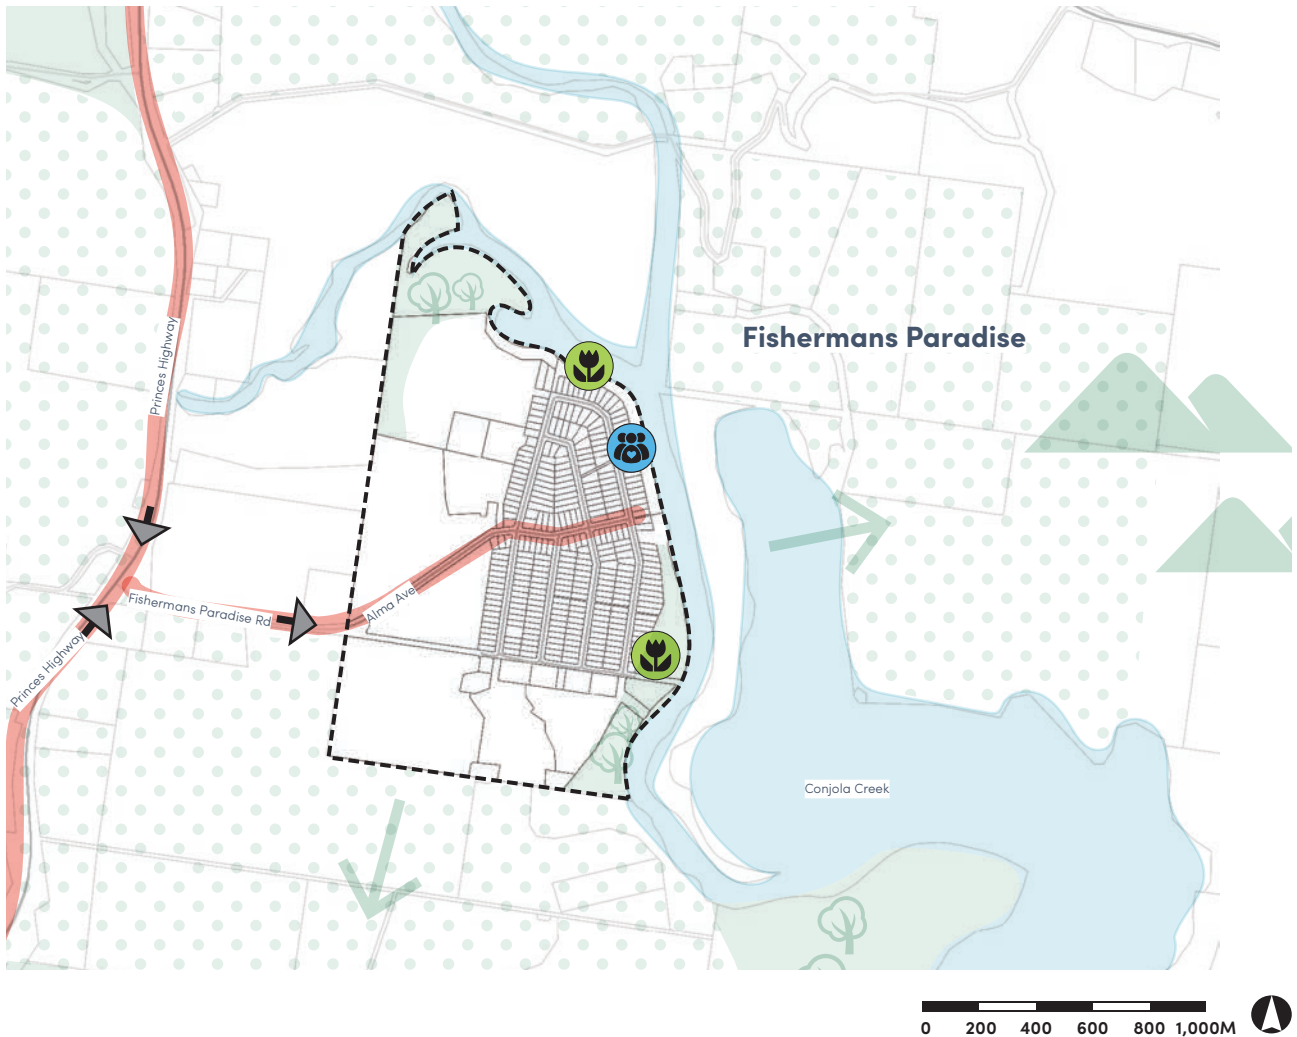 Princes Highway
Fishermans Paradise
Fishermans Paradise Rd
Alma Ave
Princes Highway
Conjola Creek
0 200 400 600 800 1,000M